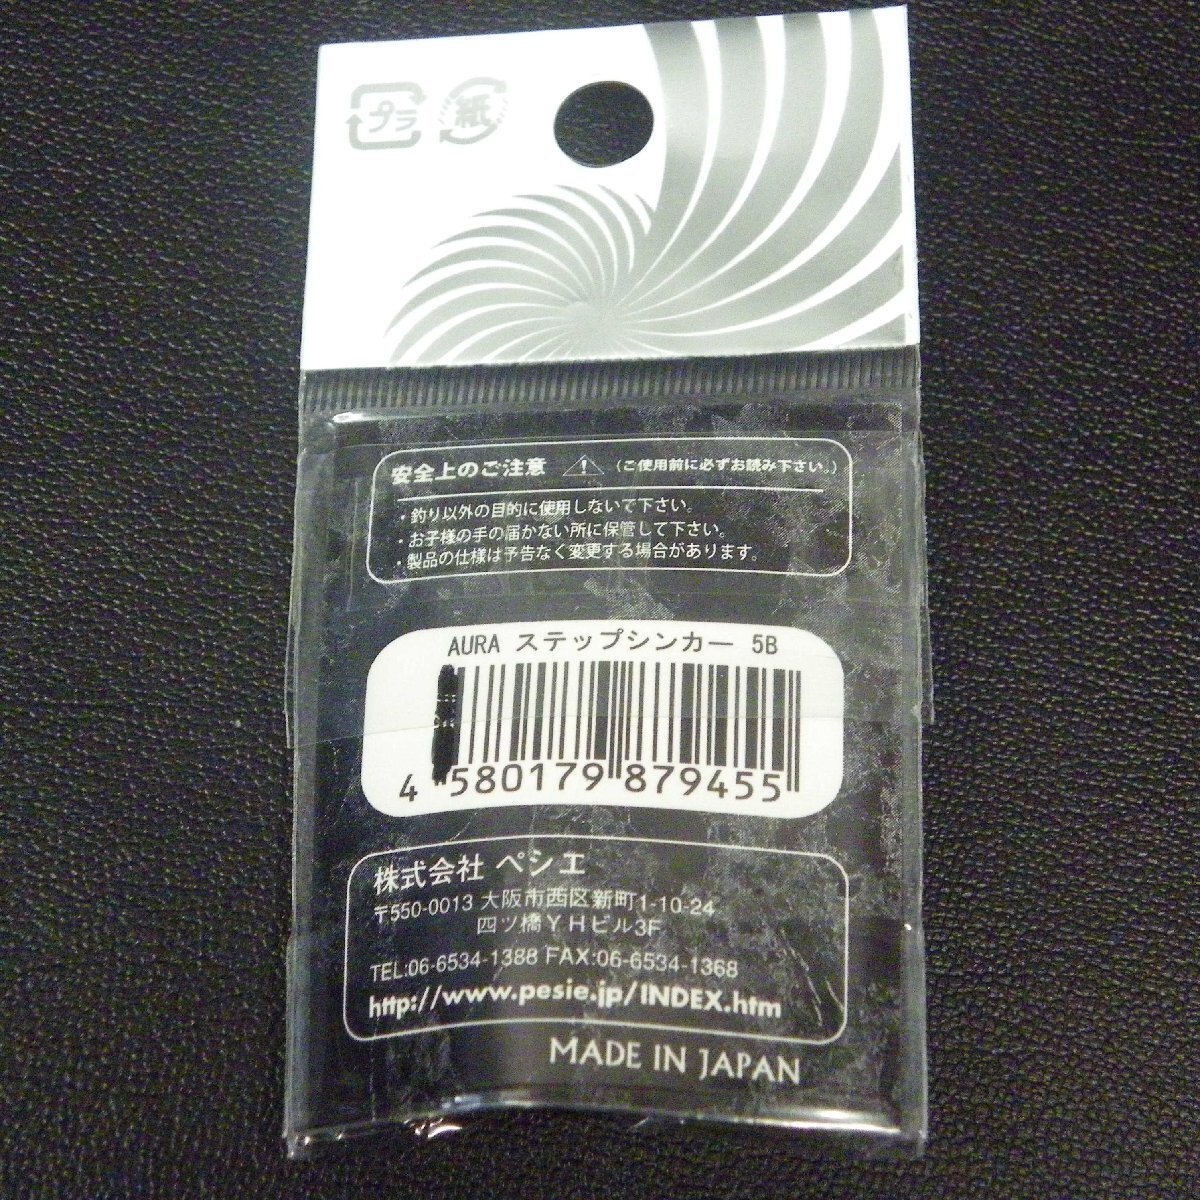 プラ 紙
安全上のご注意 (ご使用前に必ずお読み下さい。)
・釣り以外の目的に使用しないで下さい。
・お子様の手の届かない所に保管して下さい。
・製品の仕様は予告なく変更する場合があります。
AURA ステップシンカー 5B
4 580179 879455
株式会社 ペシエ
〒550-0013 大阪市西区新町1-10-24
四ツ橋YHビル3F
TEL:06-6534-1388 FAX:06-6534-1368
http://www.pesie.jp/INDEX.htm
MADE IN JAPAN